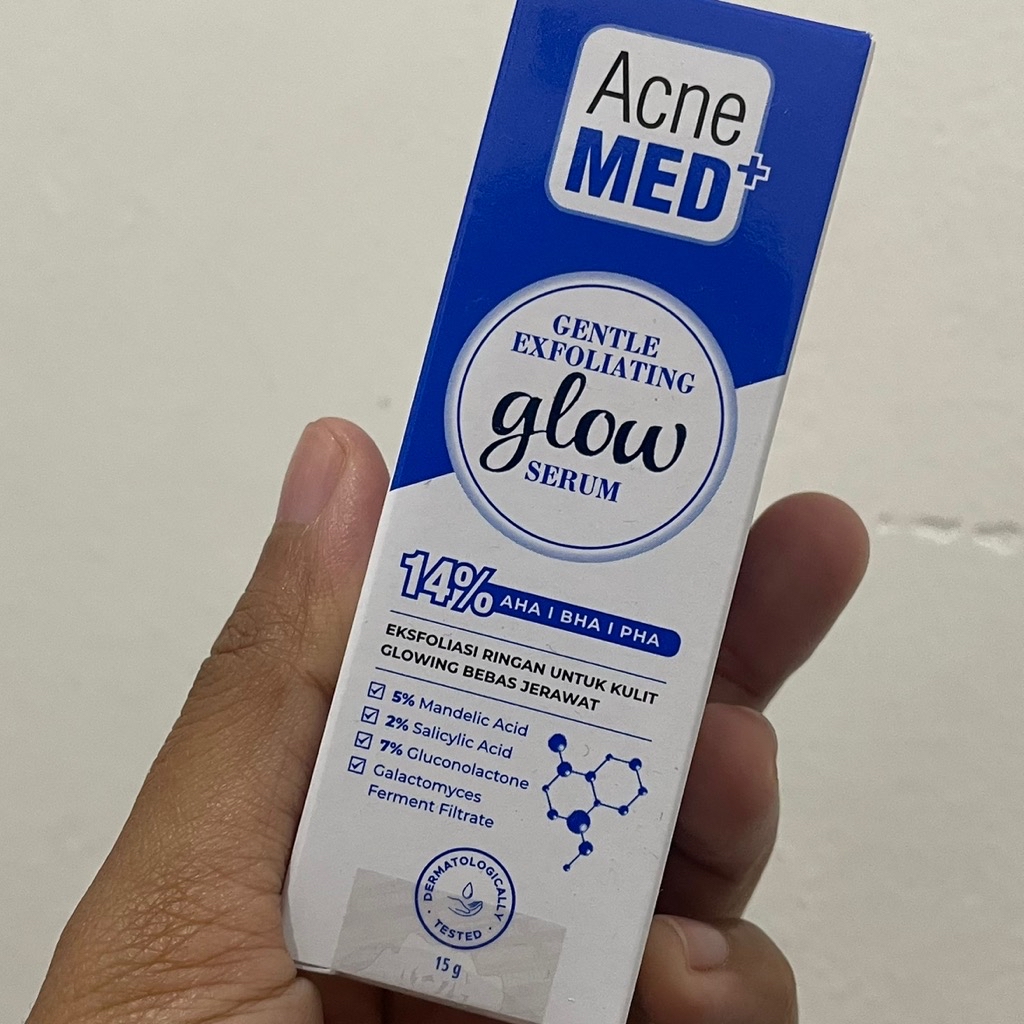 Acne
MED+
GENTLE
EXFOLIATING
glow
SERUM
14% AHA | BHA | PHA
EKSFOLIASI RINGAN UNTUK KULIT
GLOWING BEBAS JERAWAT
5% Mandelic Acid
2% Salicylic Acid
7% Gluconolactone
Galactomyces
Ferment Filtrate
DERMATOLOGICALLY
TESTED
15 g